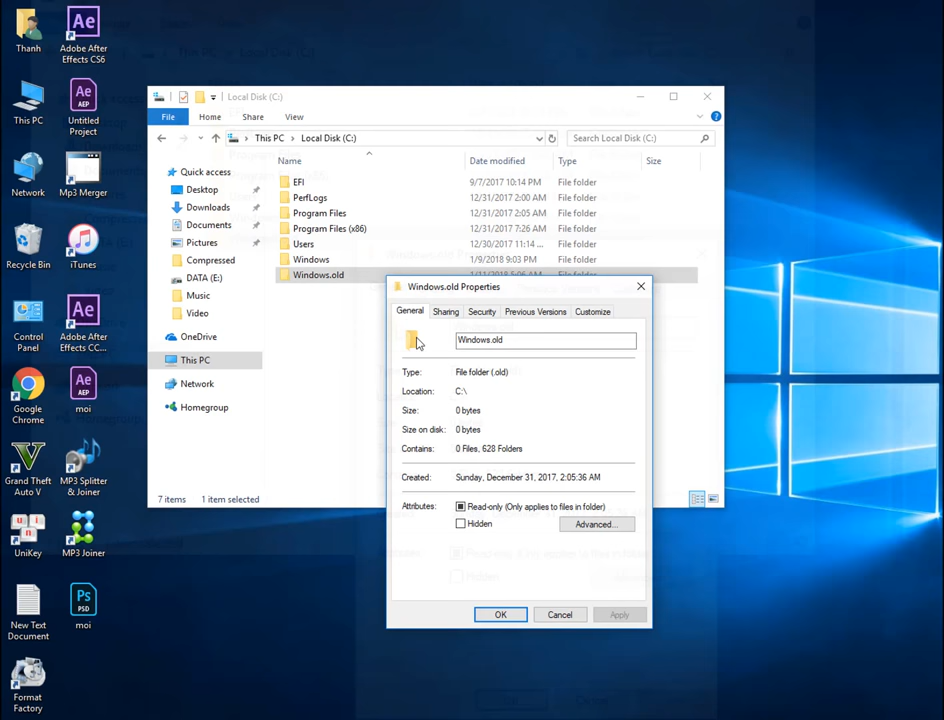 Thanh
Adobe After
Effects CS6
This PC
Untitled
Project
Network
Mp3 Merger
Recycle Bin
iTunes
Control
Panel
Adobe After
Effects CC...
Google
Chrome
moi
Grand Theft
Auto V
MP3 Splitter
& Joiner
UniKey
MP3 Joiner
New Text
Document
moi
Format
Factory
Local Disk (C:)
File Home Share View
This PC > Local Disk (C:)
Search Local Disk (C:)
Quick access
Desktop
Downloads
Documents
Pictures
Compressed
DATA (E:)
Music
Video
OneDrive
This PC
Network
Homegroup
Name Date modified Type Size
EFI 9/7/2017 10:14 PM File folder
PerfLogs 12/31/2017 2:00 AM File folder
Program Files 12/31/2017 2:05 AM File folder
Program Files (x86) 12/31/2017 7:26 AM File folder
Users 12/30/2017 11:14 ... File folder
Windows 1/9/2018 9:03 PM File folder
Windows.old 1/11/2018 5:06 AM File folder
7 items 1 item selected
Windows.old Properties
General Sharing Security Previous Versions Customize
Windows.old
Type: File folder (.old)
Location: C:\
Size: 0 bytes
Size on disk: 0 bytes
Contains: 0 Files, 628 Folders
Created: Sunday, December 31, 2017, 2:05:36 AM
Attributes: Read-only (Only applies to files in folder)
Hidden Advanced...
OK Cancel Apply